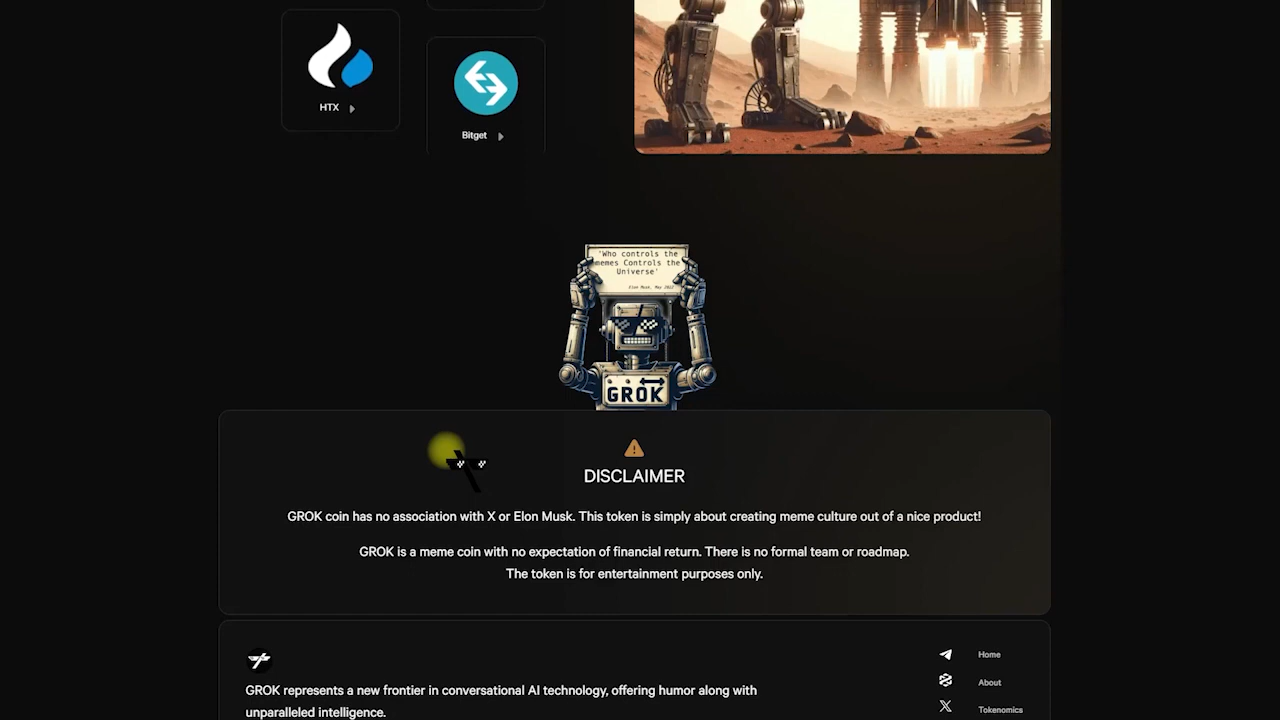 HTX
Bitget
'Who controls the
memes Controls the
Universe'
Elon Musk, May 2022
GROK
DISCLAIMER
GROK coin has no association with X or Elon Musk. This token is simply about creating meme culture out of a nice product!
GROK is a meme coin with no expectation of financial return. There is no formal team or roadmap.
The token is for entertainment purposes only.
GROK represents a new frontier in conversational AI technology, offering humor along with
unparalleled intelligence.
Home
About
Tokenomics